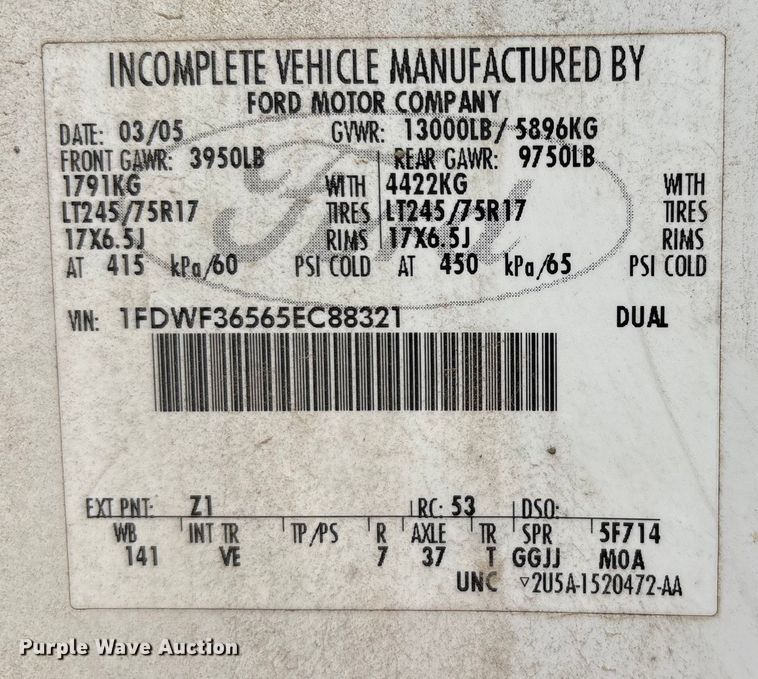 INCOMPLETE VEHICLE MANUFACTURED BY
FORD MOTOR COMPANY
DATE: 03/05 GVWR: 13000LB/ 5896KG
FRONT GAWR: 3950LB REAR GAWR: 9750LB
1791KG WITH 4422KG WITH
LT245/75R17 TIRES LT245/75R17 TIRES
17X6.5J RIMS 17X6.5J RIMS
AT 415 kPa/60 PSI COLD AT 450 kPa/65 PSI COLD
Ford
VIN: 1FDWF36565EC88321 DUAL
EXT PNT: Z1 RC: 53 DSO:
WB INT TR TP/PS R AXLE TR SPR 5F714
141 VE 7 37 T GGJJ M0A
UNC ▽2U5A-1520472-AA
Purple Wave Auction